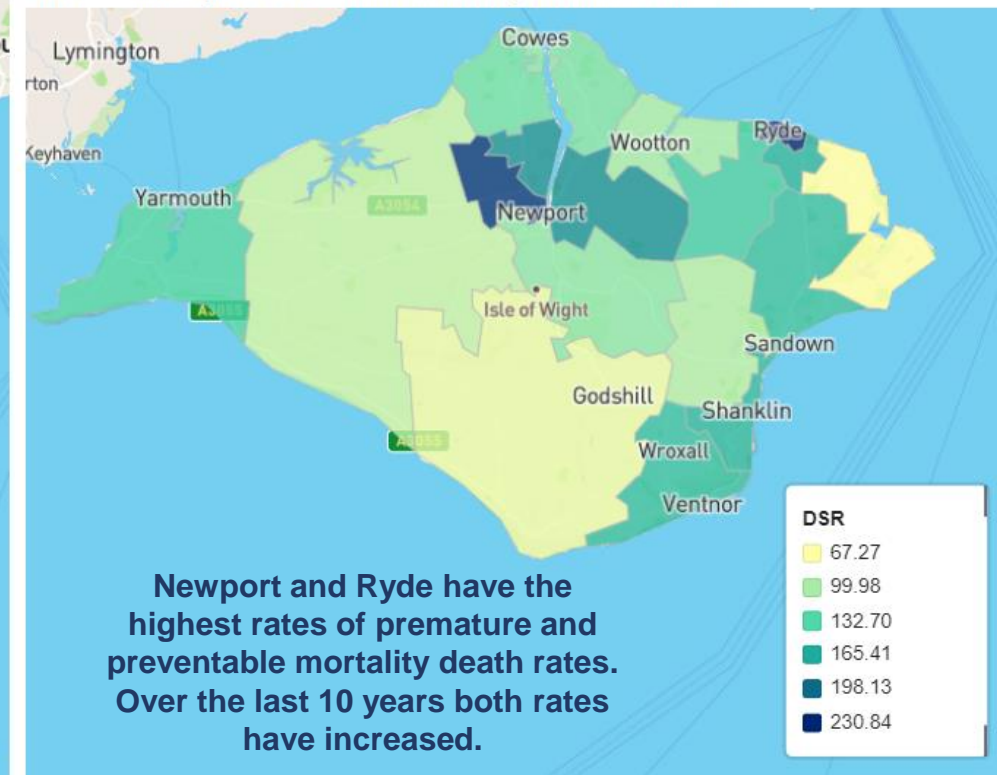 Lymington
rton
Keyhaven
Yarmouth
Cowes
Wootton
Ryde
A3054
Newport
Isle of Wight
A3055
Sandown
Godshill
Shanklin
A3055
Wroxall
Ventnor
DSR
67.27
99.98
132.70
165.41
198.13
230.84
Newport and Ryde have the
highest rates of premature and
preventable mortality death rates.
Over the last 10 years both rates
have increased.